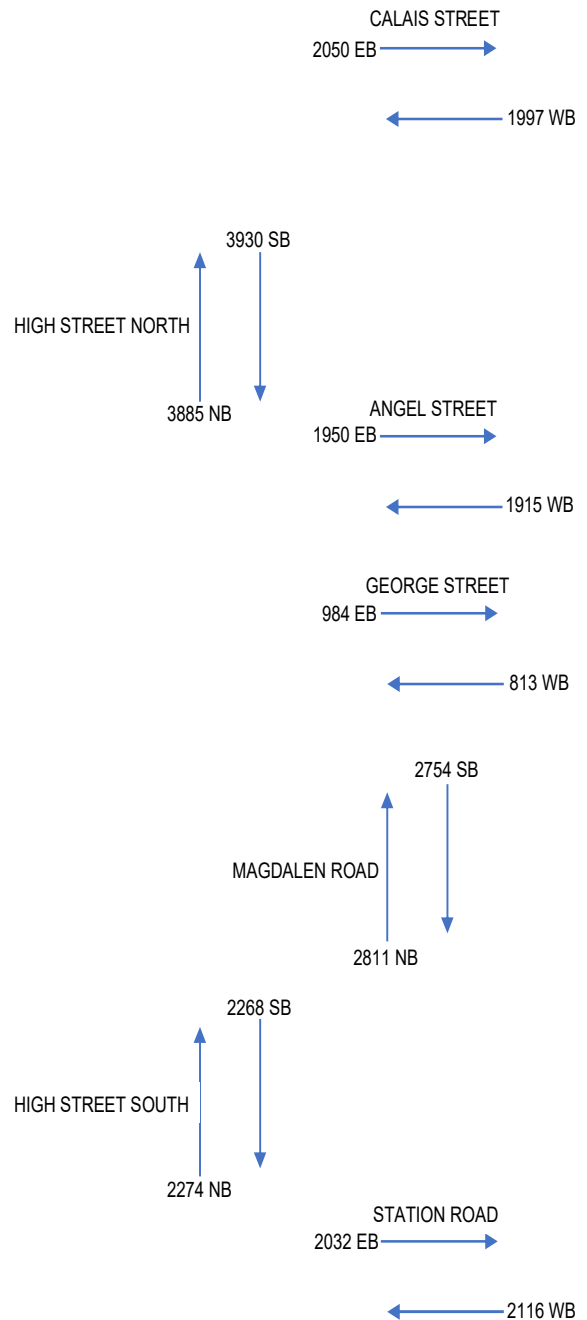 CALAIS STREET
2050 EB
1997 WB
3930 SB
HIGH STREET NORTH
3885 NB
ANGEL STREET
1950 EB
1915 WB
GEORGE STREET
984 EB
813 WB
2754 SB
MAGDALEN ROAD
2811 NB
2268 SB
HIGH STREET SOUTH
2274 NB
STATION ROAD
2032 EB
2116 WB